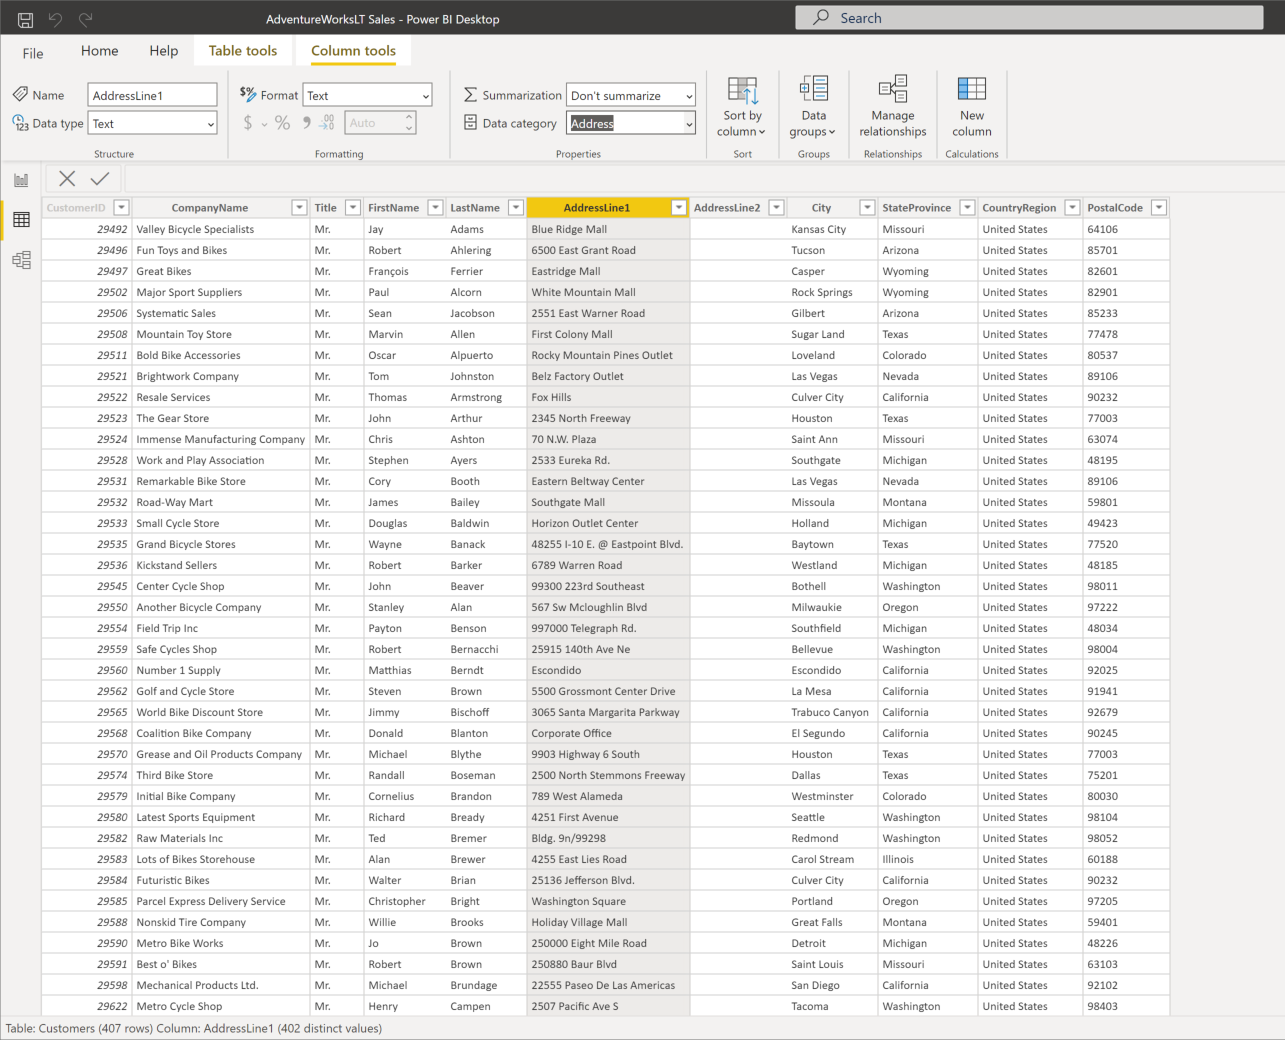 AdventureWorksLT Sales - Power BI Desktop
Search
File Home Help Table tools Column tools
Name AddressLine1
Data type Text
Structure
Format Text
$ % Auto
Formatting
Summarization Don't summarize
Data category Address
Properties
Sort by column
Sort
Data groups
Groups
Manage relationships
Relationships
New column
Calculations
CustomerID CompanyName Title FirstName LastName AddressLine1 AddressLine2 City StateProvince CountryRegion PostalCode
29492 Valley Bicycle Specialists Mr. Jay Adams Blue Ridge Mall Kansas City Missouri United States 64106
29496 Fun Toys and Bikes Mr. Robert Ahlering 6500 East Grant Road Tucson Arizona United States 85701
29497 Great Bikes Mr. François Ferrier Eastridge Mall Casper Wyoming United States 82601
29502 Major Sport Suppliers Mr. Paul Alcorn White Mountain Mall Rock Springs Wyoming United States 82901
29506 Systematic Sales Mr. Sean Jacobson 2551 East Warner Road Gilbert Arizona United States 85233
29508 Mountain Toy Store Mr. Marvin Allen First Colony Mall Sugar Land Texas United States 77478
29511 Bold Bike Accessories Mr. Oscar Alpuerto Rocky Mountain Pines Outlet Loveland Colorado United States 80537
29521 Brightwork Company Mr. Tom Johnston Belz Factory Outlet Las Vegas Nevada United States 89106
29522 Resale Services Mr. Thomas Armstrong Fox Hills Culver City California United States 90232
29523 The Gear Store Mr. John Arthur 2345 North Freeway Houston Texas United States 77003
29524 Immense Manufacturing Company Mr. Chris Ashton 70 N.W. Plaza Saint Ann Missouri United States 63074
29528 Work and Play Association Mr. Stephen Ayers 2533 Eureka Rd. Southgate Michigan United States 48195
29531 Remarkable Bike Store Mr. Cory Booth Eastern Beltway Center Las Vegas Nevada United States 89106
29532 Road-Way Mart Mr. James Bailey Southgate Mall Missoula Montana United States 59801
29533 Small Cycle Store Mr. Douglas Baldwin Horizon Outlet Center Holland Michigan United States 49423
29535 Grand Bicycle Stores Mr. Wayne Banack 48255 I-10 E. @ Eastpoint Blvd. Baytown Texas United States 77520
29536 Kickstand Sellers Mr. Robert Barker 6789 Warren Road Westland Michigan United States 48185
29545 Center Cycle Shop Mr. John Beaver 99300 223rd Southeast Bothell Washington United States 98011
29550 Another Bicycle Company Mr. Stanley Alan 567 Sw Mcloughlin Blvd Milwaukie Oregon United States 97222
29554 Field Trip Inc Mr. Payton Benson 997000 Telegraph Rd. Southfield Michigan United States 48034
29559 Safe Cycles Shop Mr. Robert Bernacchi 25915 140th Ave Ne Bellevue Washington United States 98004
29560 Number 1 Supply Mr. Matthias Berndt Escondido Escondido California United States 92025
29562 Golf and Cycle Store Mr. Steven Brown 5500 Grossmont Center Drive La Mesa California United States 91941
29565 World Bike Discount Store Mr. Jimmy Bischoff 3065 Santa Margarita Parkway Trabuco Canyon California United States 92679
29568 Coalition Bike Company Mr. Donald Blanton Corporate Office El Segundo California United States 90245
29570 Grease and Oil Products Company Mr. Michael Blythe 9903 Highway 6 South Houston Texas United States 77003
29574 Third Bike Store Mr. Randall Boseman 2500 North Stemmons Freeway Dallas Texas United States 75201
29579 Initial Bike Company Mr. Cornelius Brandon 789 West Alameda Westminster Colorado United States 80030
29580 Latest Sports Equipment Mr. Richard Bready 4251 First Avenue Seattle Washington United States 98104
29582 Raw Materials Inc Mr. Ted Bremer Bldg. 9n/99298 Redmond Washington United States 98052
29583 Lots of Bikes Storehouse Mr. Alan Brewer 4255 East Lies Road Carol Stream Illinois United States 60188
29584 Futuristic Bikes Mr. Walter Brian 25136 Jefferson Blvd. Culver City California United States 90232
29585 Parcel Express Delivery Service Mr. Christopher Bright Washington Square Portland Oregon United States 97205
29588 Nonskid Tire Company Mr. Willie Brooks Holiday Village Mall Great Falls Montana United States 59401
29590 Metro Bike Works Mr. Jo Brown 250000 Eight Mile Road Detroit Michigan United States 48226
29591 Best o' Bikes Mr. Robert Brown 250880 Baur Blvd Saint Louis Missouri United States 63103
29598 Mechanical Products Ltd. Mr. Michael Brundage 22555 Paseo De Las Americas San Diego California United States 92102
29622 Metro Cycle Shop Mr. Henry Campen 2507 Pacific Ave S Tacoma Washington United States 98403
Table: Customers (407 rows) Column: AddressLine1 (402 distinct values)